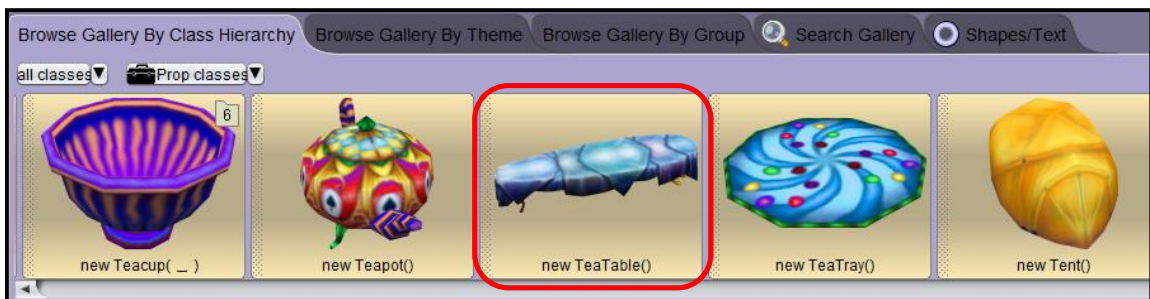 Browse Gallery By Class Hierarchy Browse Gallery By Theme Browse Gallery By Group Search Gallery Shapes/Text
all classes Prop classes
6
new Teacup( _ ) new Teapot() new TeaTable() new TeaTray() new Tent()